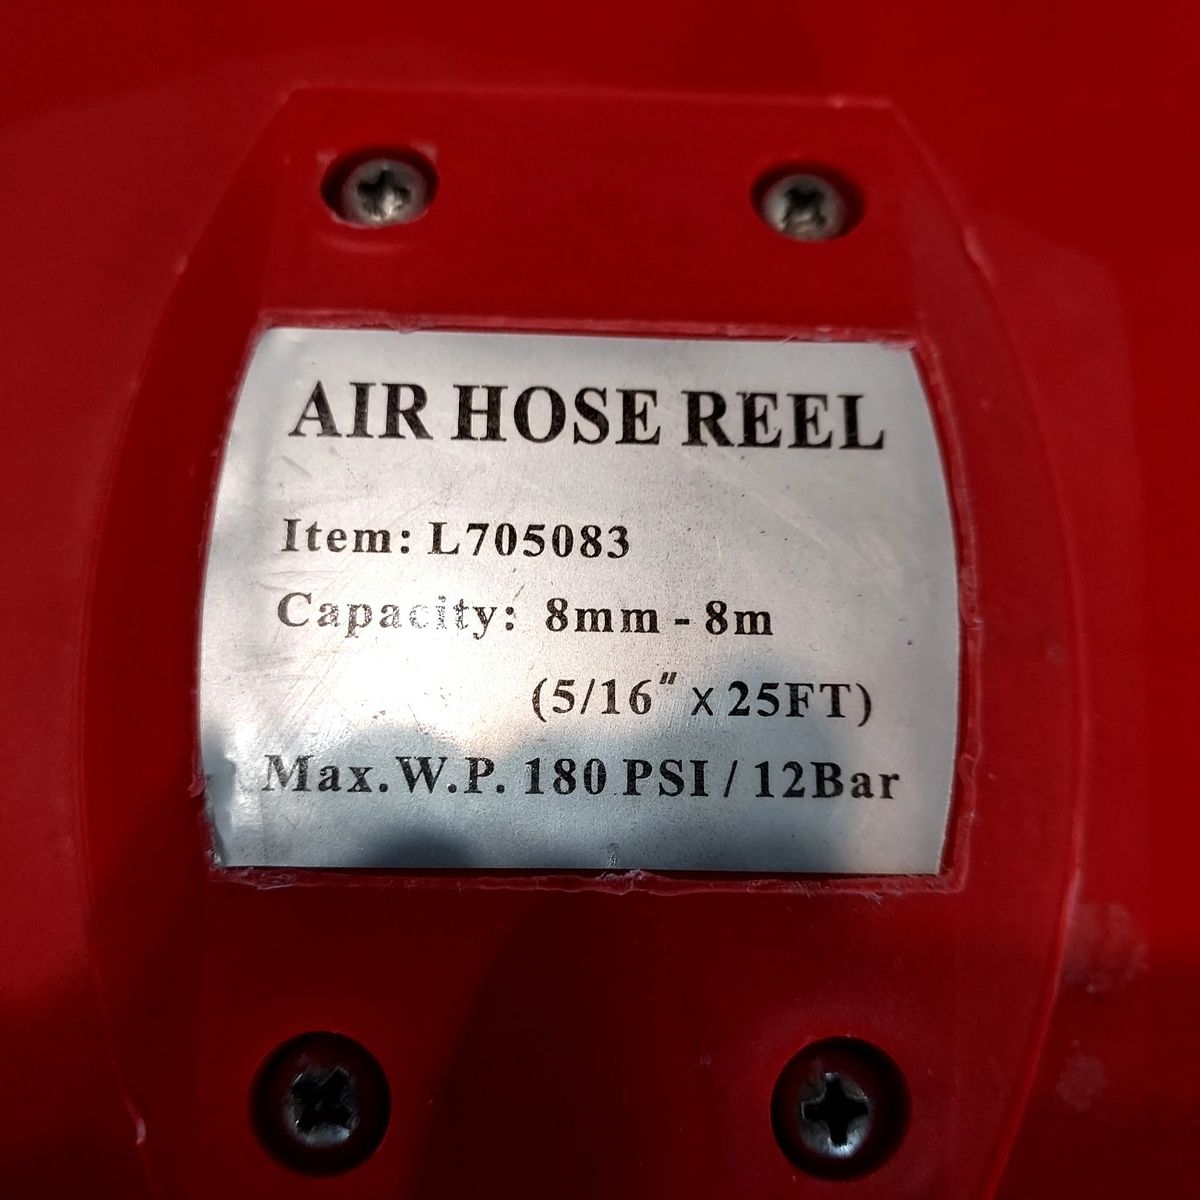 AIR HOSE REEL
Item: L705083
Capacity: 8mm - 8m
(5/16" x 25FT)
Max.W.P. 180 PSI / 12Bar